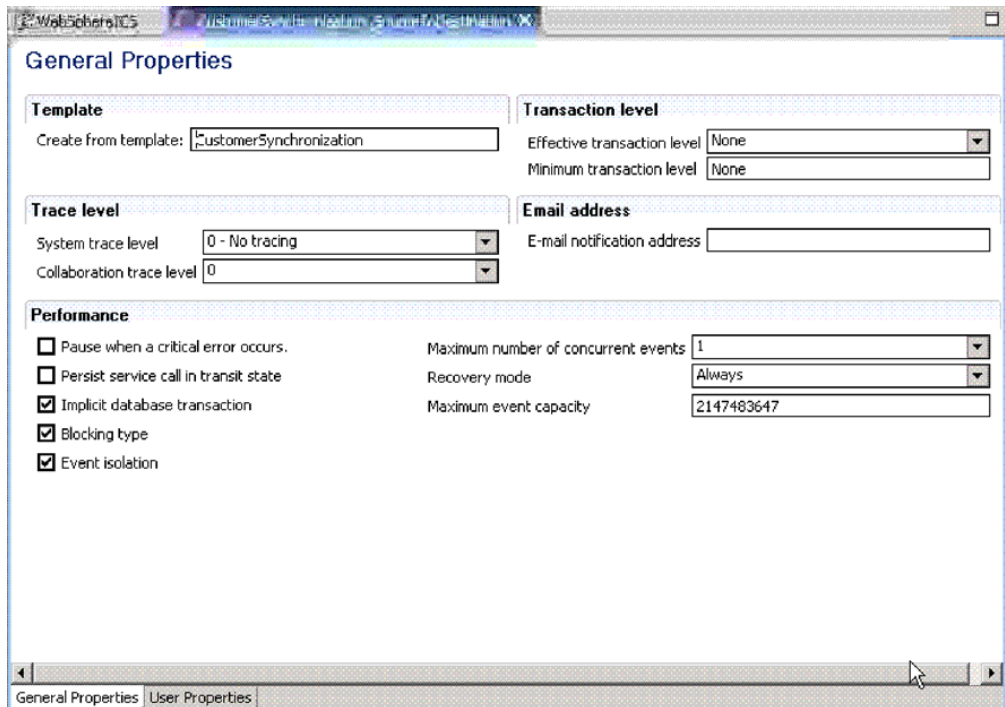 WebSphereICS
General Properties
Template
Create from template: CustomerSynchronization
Transaction level
Effective transaction level None
Minimum transaction level None
Trace level
System trace level 0 - No tracing
Collaboration trace level 0
Email address
E-mail notification address
Performance
Pause when a critical error occurs.
Persist service call in transit state
Implicit database transaction
Blocking type
Event isolation
Maximum number of concurrent events 1
Recovery mode Always
Maximum event capacity 2147483647
General Properties User Properties